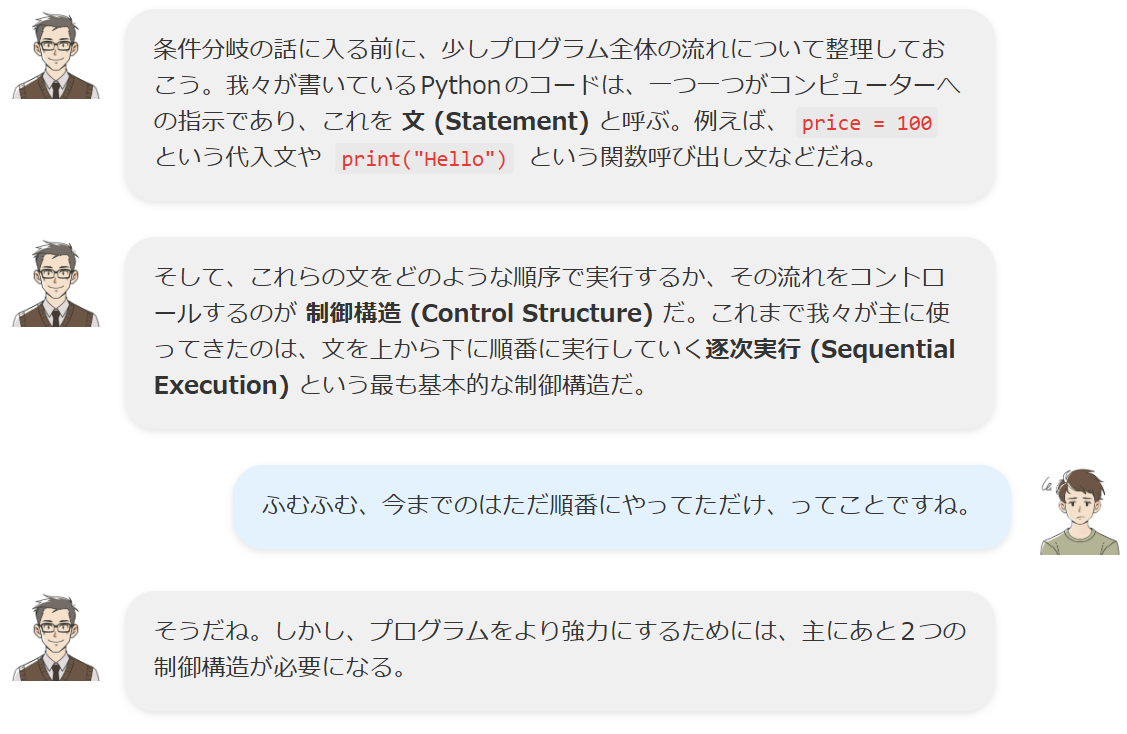 条件分岐の話に入る前に、少しプログラム全体の流れについて整理してお
こう。我々が書いているPythonのコードは、一つ一つがコンピューターへ
の指示であり、これを 文 (Statement) と呼ぶ。例えば、 price = 100
という代入文や print("Hello") という関数呼び出し文などだね。
そして、これらの文をどのような順序で実行するか、その流れをコントロ
ールするのが 制御構造 (Control Structure) だ。これまで我々が主に使
ってきたのは、文を上から下に順番に実行していく逐次実行 (Sequential
Execution) という最も基本的な制御構造だ。
ふむふむ、今までのはただ順番にやってただけ、ってことですね。
そうだね。しかし、プログラムをより強力にするためには、主にあと2つの
制御構造が必要になる。